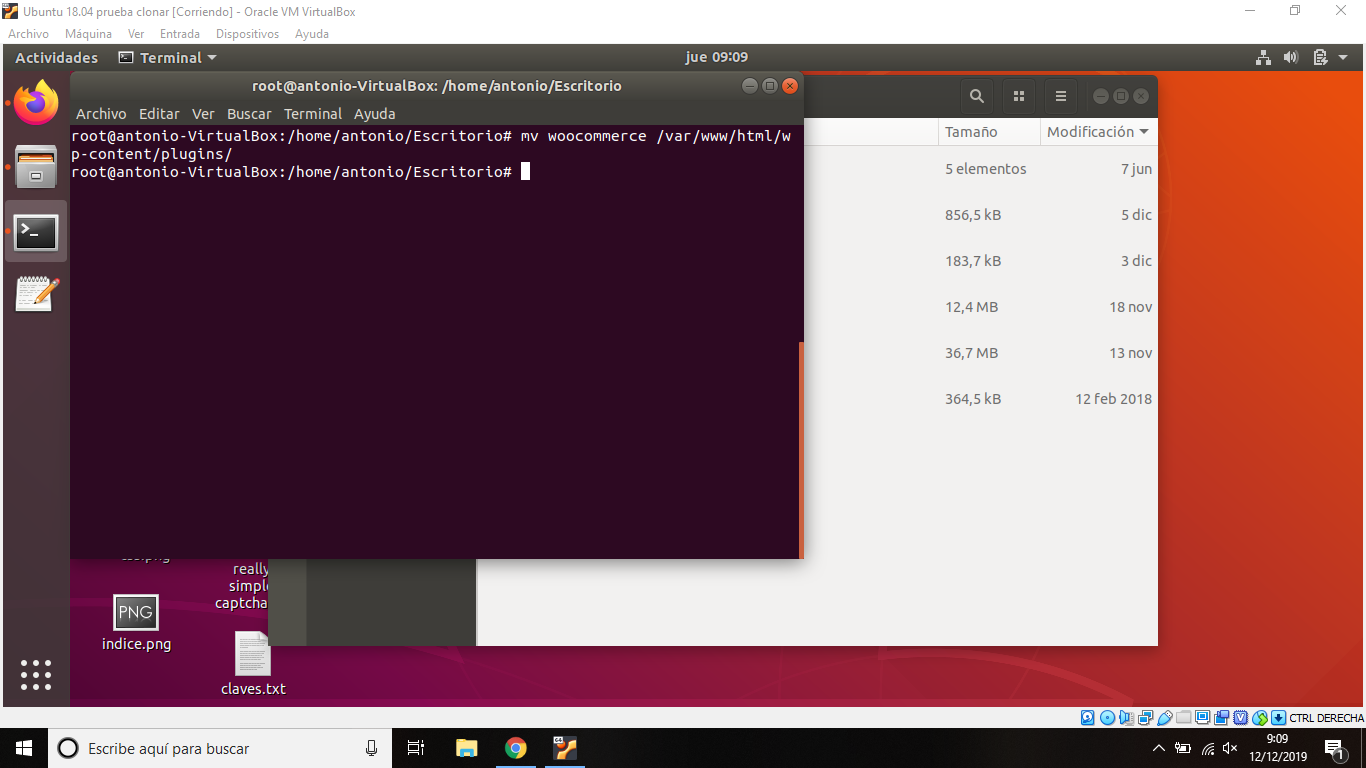 Ubuntu 18.04 prueba clonar [Corriendo] - Oracle VM VirtualBox
Archivo Máquina Ver Entrada Dispositivos Ayuda
Actividades Terminal jue 09:09
root@antonio-VirtualBox: /home/antonio/Escritorio
Archivo Editar Ver Buscar Terminal Ayuda
root@antonio-VirtualBox:/home/antonio/Escritorio# mv woocommerce /var/www/html/w
p-content/plugins/
root@antonio-VirtualBox:/home/antonio/Escritorio#
Tamaño Modificación
5 elementos 7 jun
856,5 kB 5 dic
183,7 kB 3 dic
12,4 MB 18 nov
36,7 MB 13 nov
364,5 kB 12 feb 2018
really
simple
captcha
PNG
indice.png
claves.txt
CTRL DERECHA
Escribe aquí para buscar
9:09
12/12/2019
1